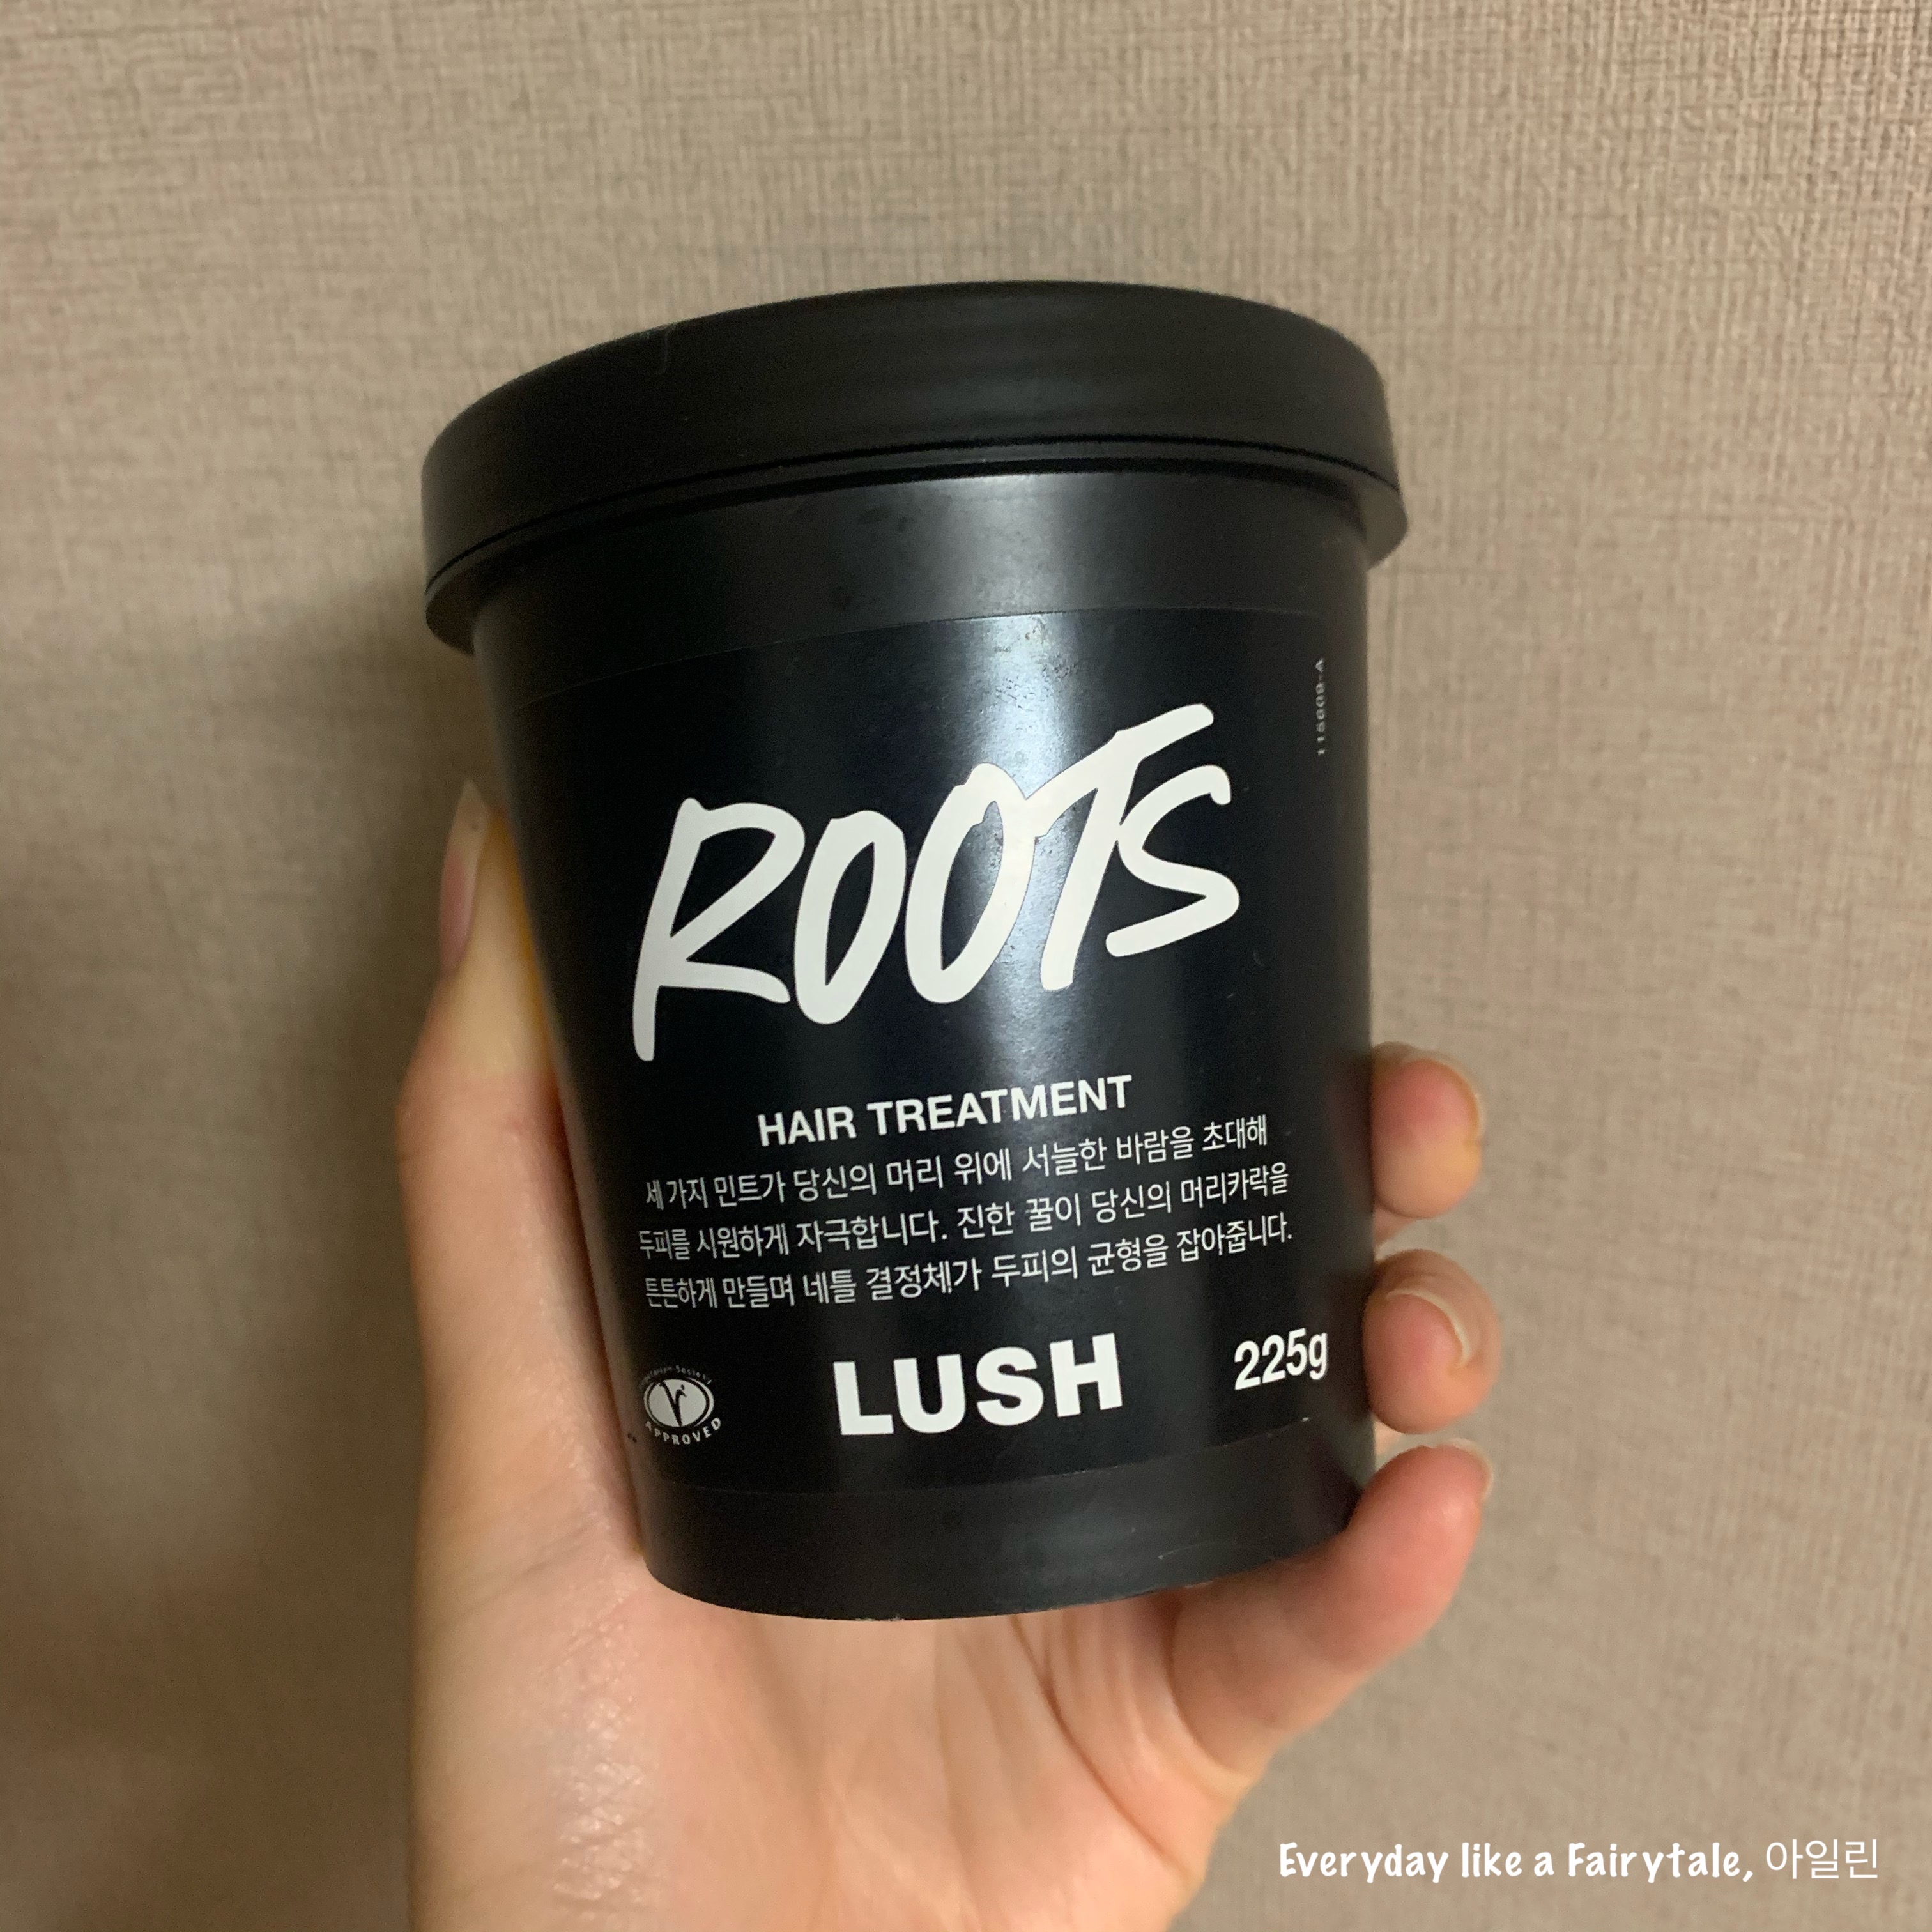 115609-A
ROOTS
HAIR TREATMENT
세 가지 민트가 당신의 머리 위에 서늘한 바람을 초대해
두피를 시원하게 자극합니다. 진한 꿀이 당신의 머리카락을
튼튼하게 만들며 네틀 결정체가 두피의 균형을 잡아줍니다.
Society
APPROVED
LUSH
225g
Everyday like a Fairytale, 아일린